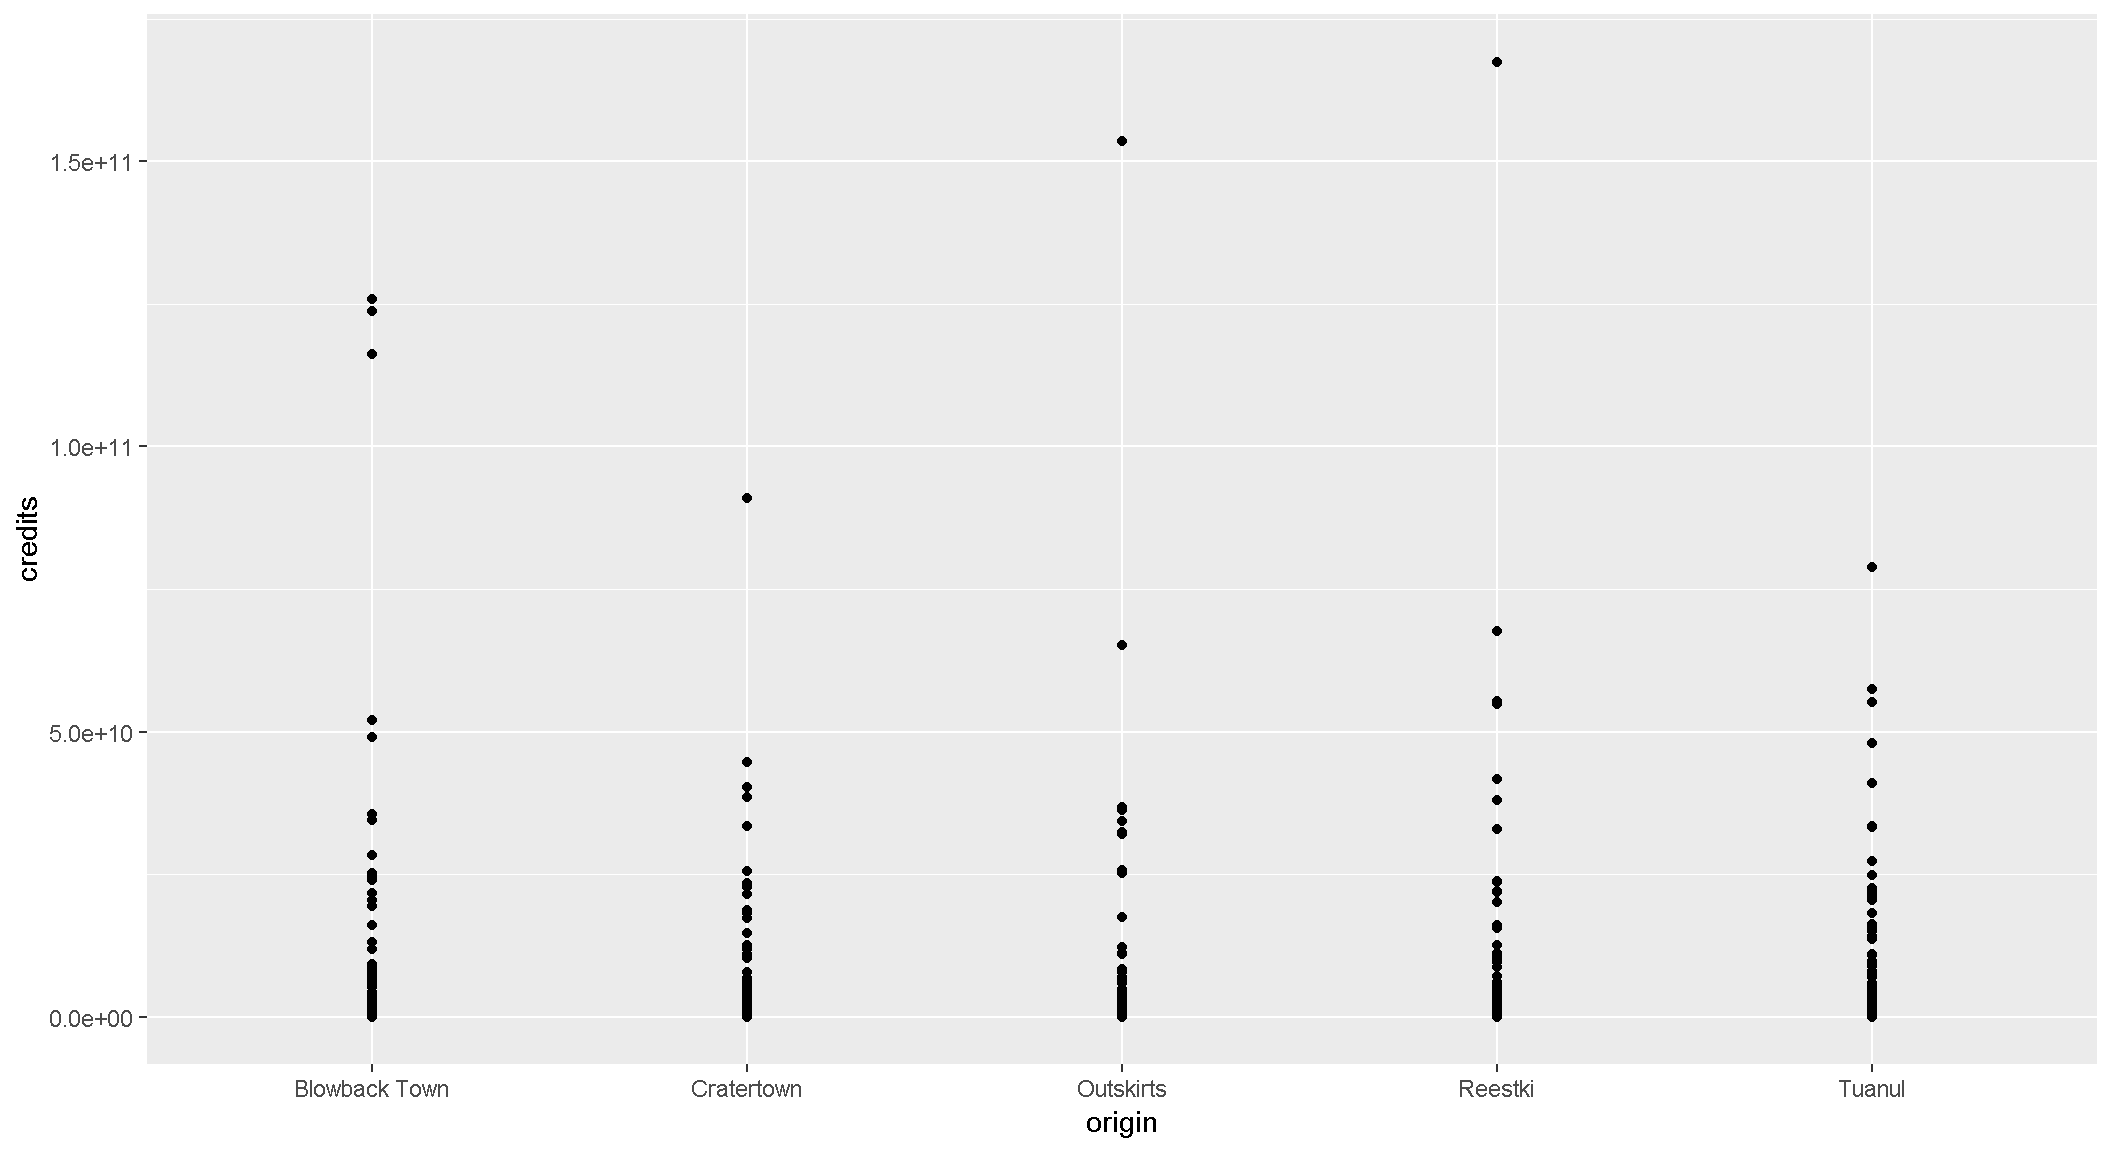 1.5e+11
1.0e+11
5.0e+10
0.0e+00
credits
Blowback Town Cratertown Outskirts Reestki Tuanul
origin